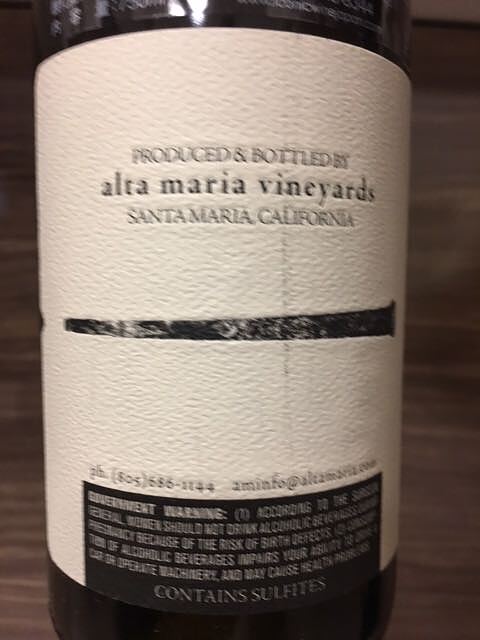 PRODUCED & BOTTLED BY
alta maria vineyards
SANTA MARIA, CALIFORNIA
ph. (805)686-1144 aminfo@altamaria.com
GOVERNMENT WARNING: (1) ACCORDING TO THE SURGEON
GENERAL, WOMEN SHOULD NOT DRINK ALCOHOLIC BEVERAGES DURING
PREGNANCY BECAUSE OF THE RISK OF BIRTH DEFECTS. (2) CONSUMP
TION OF ALCOHOLIC BEVERAGES IMPAIRS YOUR ABILITY TO DRIVE A
CAR OR OPERATE MACHINERY, AND MAY CAUSE HEALTH PROBLEMS
CONTAINS SULFITES